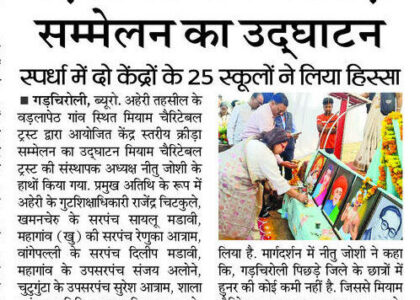 सम्मेलन का उद्घाटन
स्पर्धा में दो केंद्रों के 25 स्कूलों ने लिया हिस्सा
■ गड़चिरोली, ब्यूरो. अहेरी तहसील के
वड़लापेठ गांव स्थित मियाम चैरिटेबल
ट्रस्ट द्वारा आयोजित केंद्र स्तरीय क्रीड़ा
सम्मेलन का उद्घाटन मियाम चैरिटेबल
ट्रस्ट की संस्थापक अध्यक्ष नीतु जोशी के
हाथों किया गया. प्रमुख अतिथि के रूप में
अहेरी के गुटशिक्षाधिकारी राजेंद्र चिटकुले,
खमनचेरु के सरपंच सायलू मडावी,
महागांव (खु) की सरपंच रेणुका आत्राम,
वांगेपल्ली के सरपंच दिलीप मडावी,
महागांव के उपसरपंच संजय अलोने,
चुटुगुंटा के उपसरपंच सुरेश आत्राम, शाला
लिया है. मार्गदर्शन में नीतु जोशी ने कहा
कि, गड़चिरोली पिछड़े जिले के छात्रों में
हुनर की कोई कमी नहीं है. जिससे मियाम